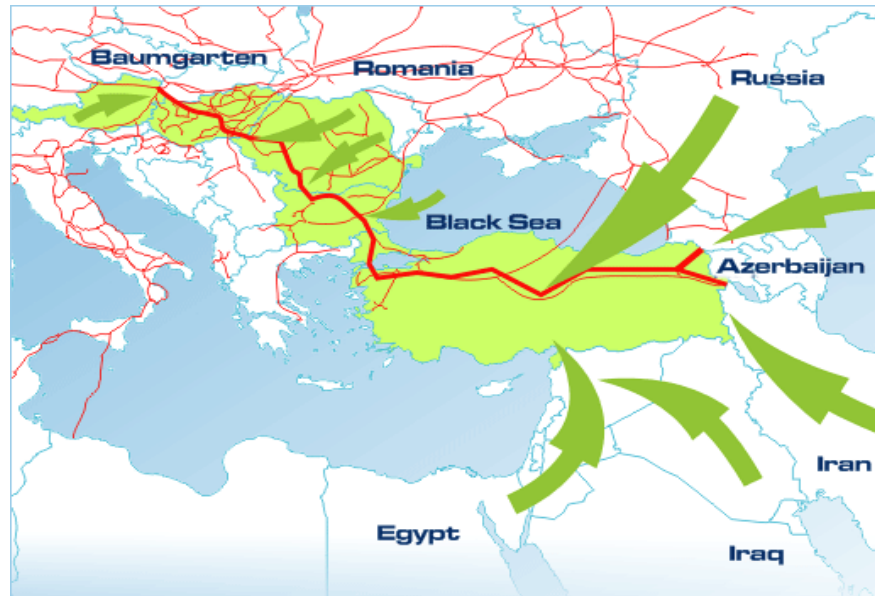 Baumgarten
Romania
Russia
Black Sea
Azerbaijan
Iran
Egypt
Iraq